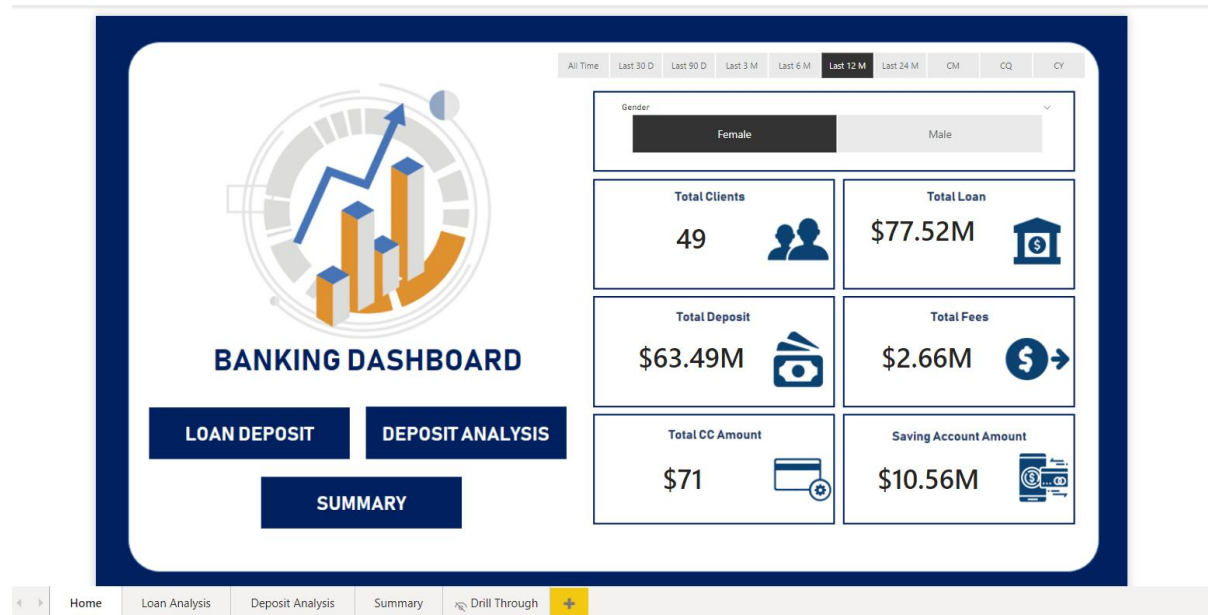 All Time Last 30 D Last 90 D Last 3 M Last 6 M Last 12 M Last 24 M CM CQ CY
Gender
Female Male
Total Clients
49
Total Loan
$77.52M
Total Deposit
$63.49M
Total Fees
$2.66M
Total CC Amount
$71
Saving Account Amount
$10.56M
BANKING DASHBOARD
LOAN DEPOSIT
DEPOSIT ANALYSIS
SUMMARY
Home Loan Analysis Deposit Analysis Summary Drill Through +